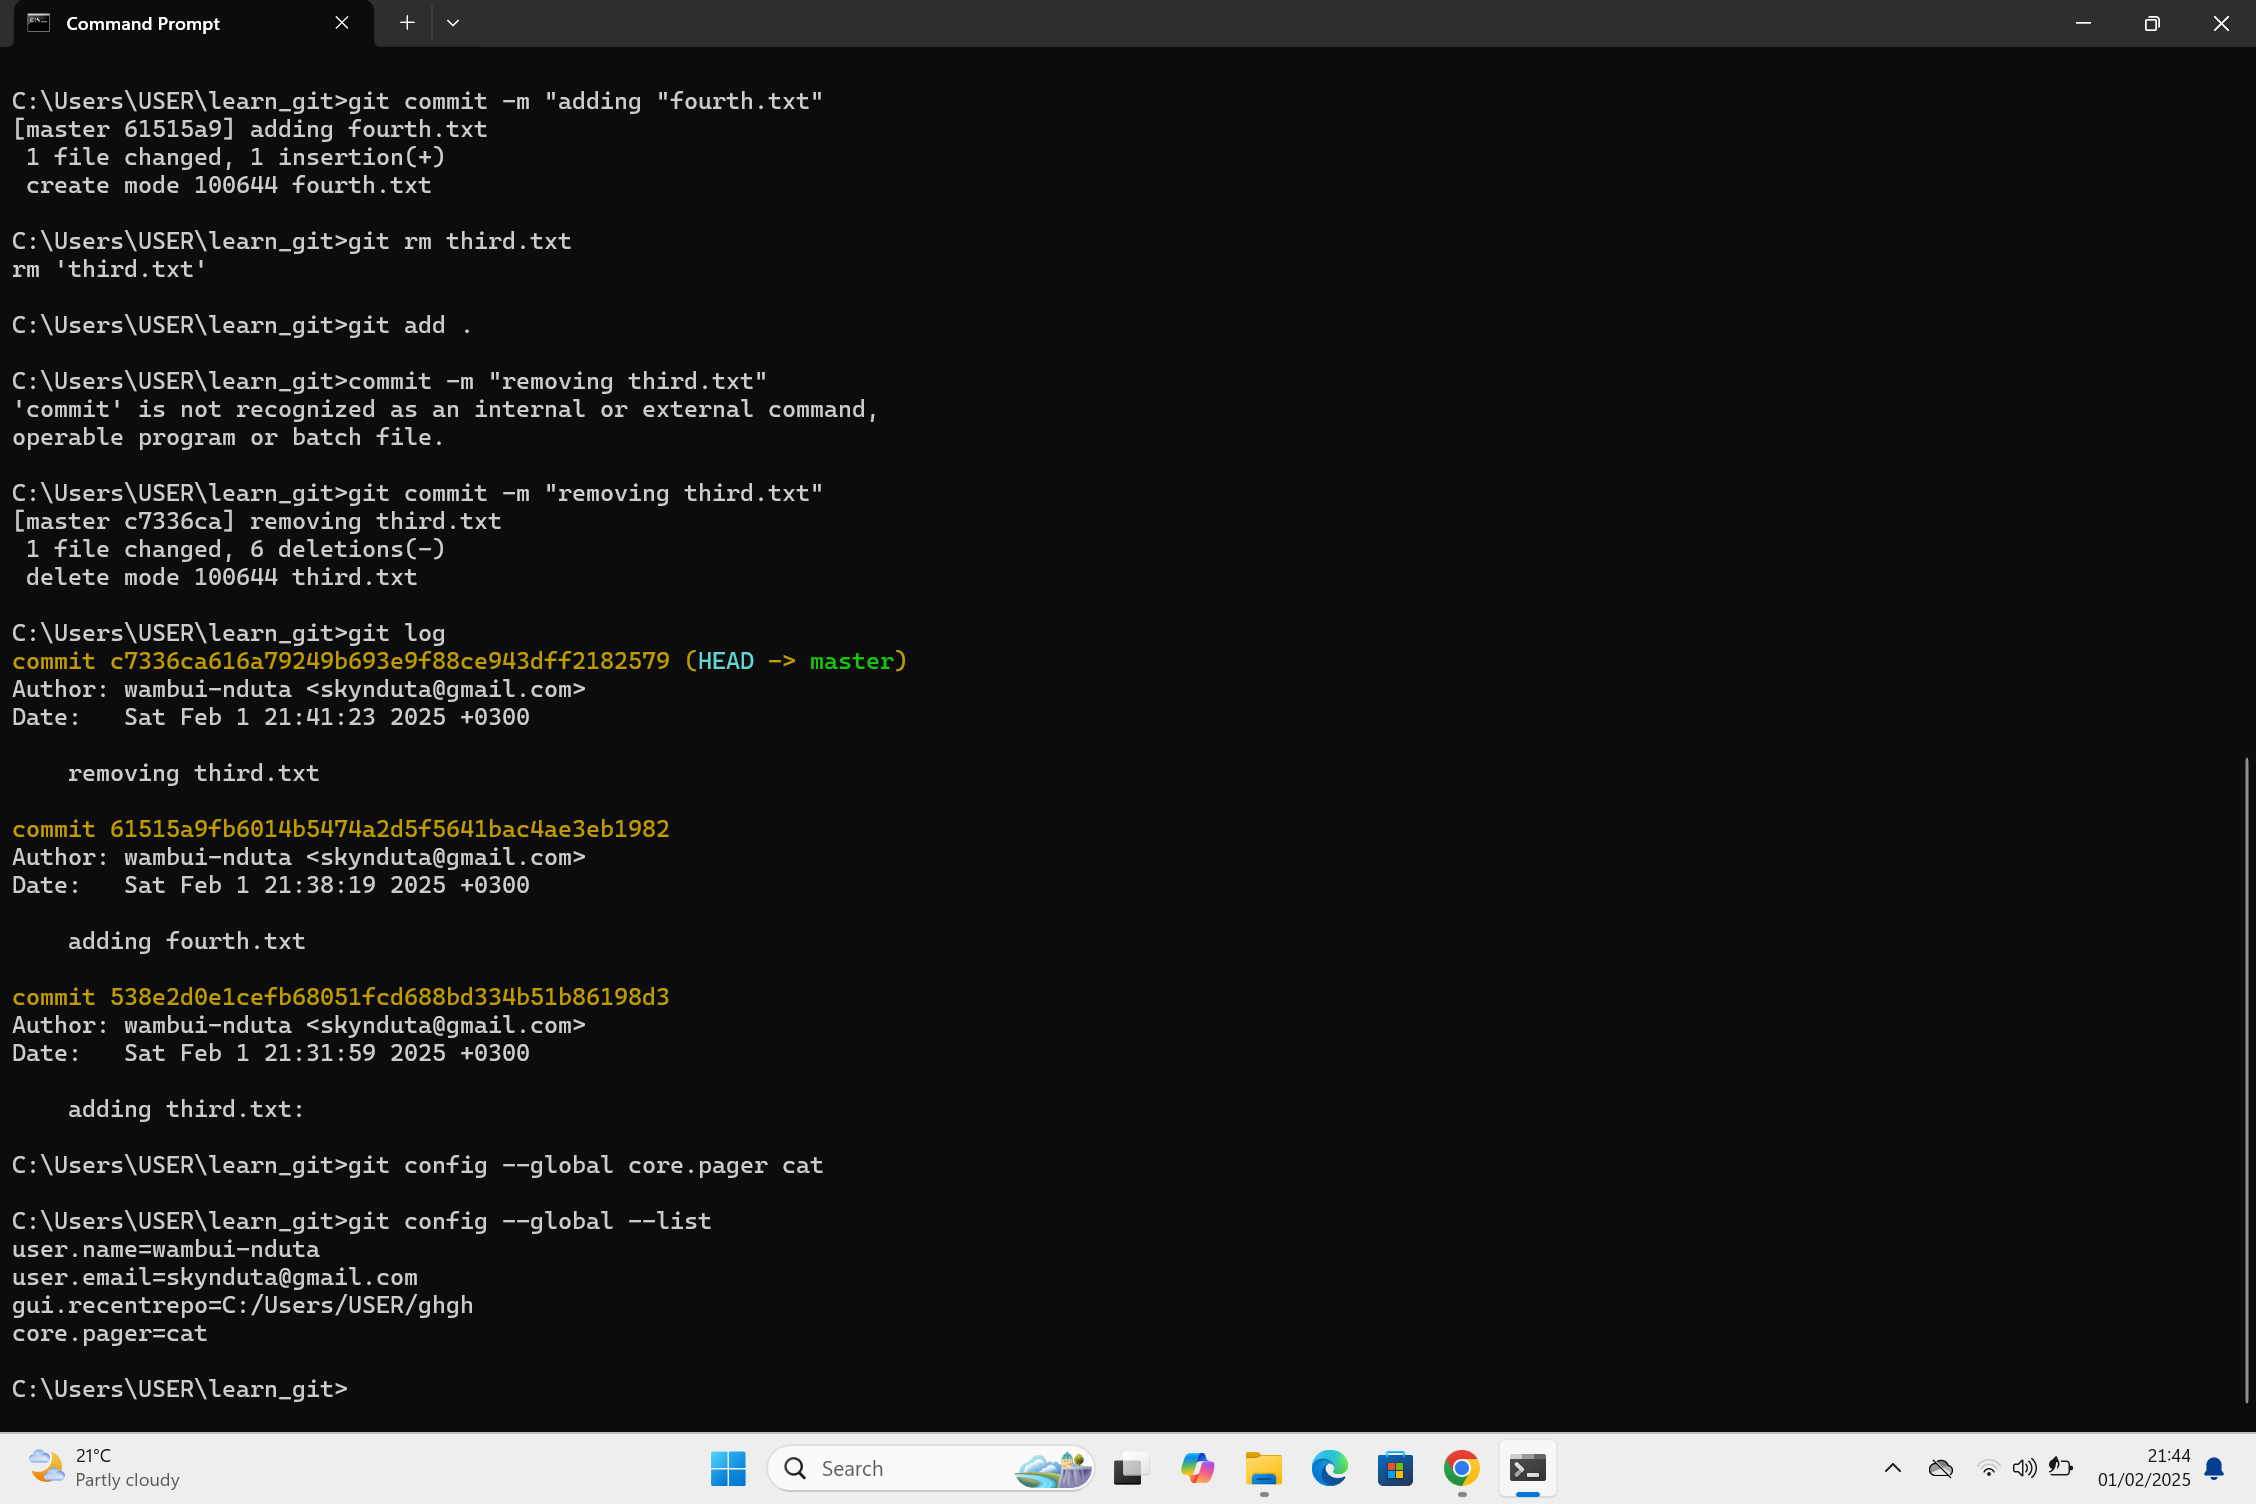 Command Prompt
C:\Users\USER\learn_git>git commit -m "adding "fourth.txt"
[master 61515a9] adding fourth.txt
 1 file changed, 1 insertion(+)
 create mode 100644 fourth.txt
C:\Users\USER\learn_git>git rm third.txt
rm 'third.txt'
C:\Users\USER\learn_git>git add .
C:\Users\USER\learn_git>commit -m "removing third.txt"
'commit' is not recognized as an internal or external command,
operable program or batch file.
C:\Users\USER\learn_git>git commit -m "removing third.txt"
[master c7336ca] removing third.txt
 1 file changed, 6 deletions(-)
 delete mode 100644 third.txt
C:\Users\USER\learn_git>git log
commit c7336ca616a79249b693e9f88ce943dff2182579 (HEAD -> master)
Author: wambui-nduta <skynduta@gmail.com>
Date:   Sat Feb 1 21:41:23 2025 +0300
    removing third.txt
commit 61515a9fb6014b5474a2d5f5641bac4ae3eb1982
Author: wambui-nduta <skynduta@gmail.com>
Date:   Sat Feb 1 21:38:19 2025 +0300
    adding fourth.txt
commit 538e2d0e1cefb68051fcd688bd334b51b86198d3
Author: wambui-nduta <skynduta@gmail.com>
Date:   Sat Feb 1 21:31:59 2025 +0300
    adding third.txt:
C:\Users\USER\learn_git>git config --global core.pager cat
C:\Users\USER\learn_git>git config --global --list
user.name=wambui-nduta
user.email=skynduta@gmail.com
gui.recentrepo=C:/Users/USER/ghgh
core.pager=cat
C:\Users\USER\learn_git>
21°C
Partly cloudy
Search
21:44
01/02/2025